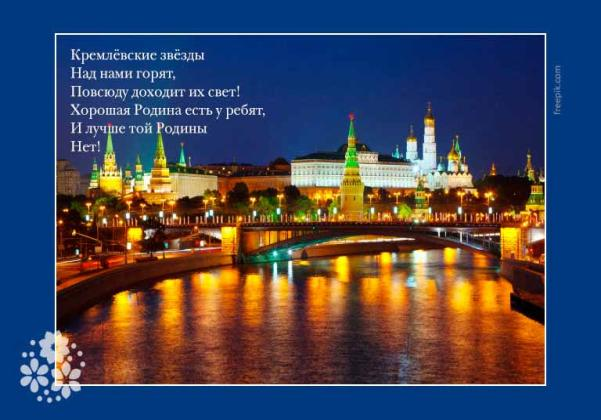 Кремлёвские звёзды
Над нами горят,
Повсюду доходит их свет!
Хорошая Родина есть у ребят,
И лучше той Родины
Нет!
freepik.com